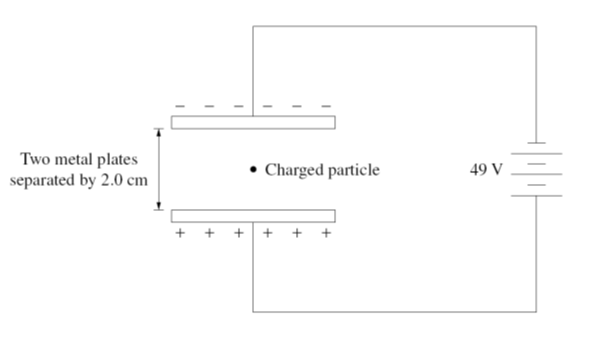 − − − − − −
Two metal plates
separated by 2.0 cm
Charged particle
49 V
+ + + + + +